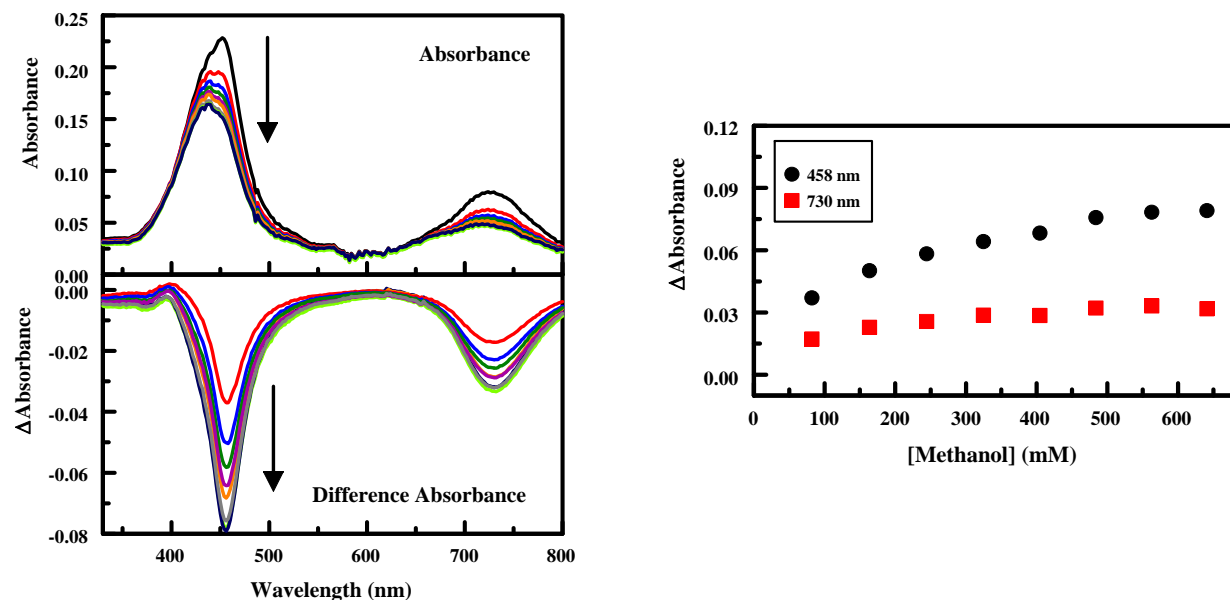 0.25
0.20
0.15
0.10
0.05
0.00
Absorbance
Absorbance
0.00
-0.02
-0.04
-0.06
-0.08
ΔAbsorbance
Difference Absorbance
400 500 600 700 800
Wavelength (nm)
0.12
0.09
0.06
0.03
0.00
ΔAbsorbance
458 nm
730 nm
0 100 200 300 400 500 600
[Methanol] (mM)